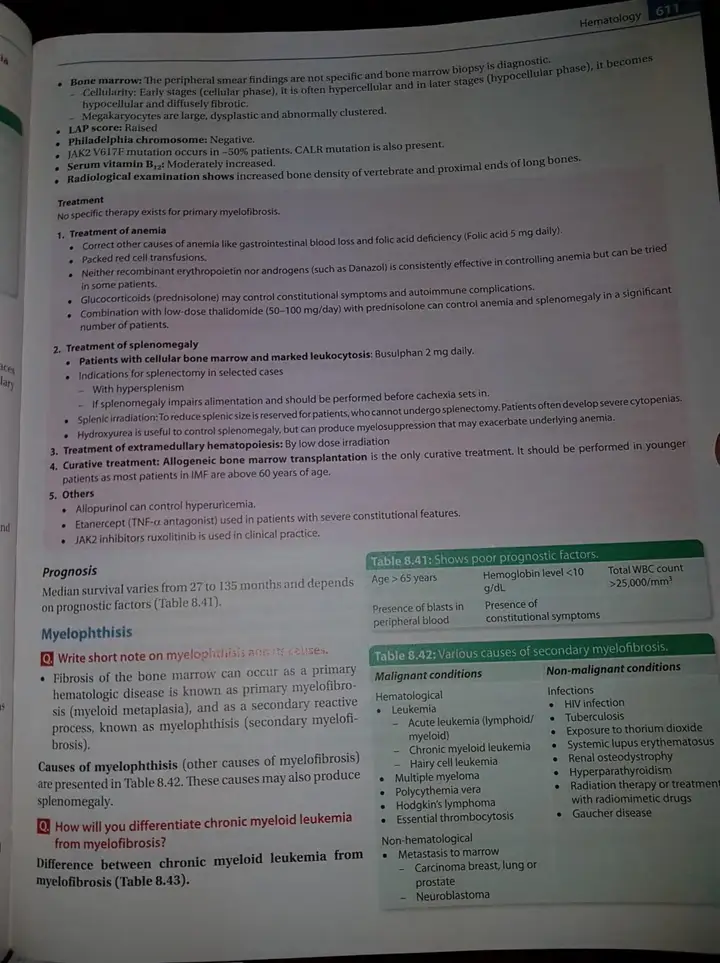 Hematology 611
• Bone marrow: The peripheral smear findings are not specific and bone marrow biopsy is diagnostic.
– Cellularity: Early stages (cellular phase), it is often hypercellular and in later stages (hypocellular phase), it becomes
hypocellular and diffusely fibrotic.
– Megakaryocytes are large, dysplastic and abnormally clustered.
• LAP score: Raised
• Philadelphia chromosome: Negative.
• JAK2 V617F mutation occurs in ~50% patients. CALR mutation is also present.
• Serum vitamin B12: Moderately increased.
• Radiological examination shows increased bone density of vertebrate and proximal ends of long bones.
Treatment
No specific therapy exists for primary myelofibrosis.
1. Treatment of anemia
• Correct other causes of anemia like gastrointestinal blood loss and folic acid deficiency (Folic acid 5 mg daily).
• Packed red cell transfusions.
• Neither recombinant erythropoietin nor androgens (such as Danazol) is consistently effective in controlling anemia but can be tried
in some patients.
• Glucocorticoids (prednisolone) may control constitutional symptoms and autoimmune complications.
• Combination with low-dose thalidomide (50–100 mg/day) with prednisolone can control anemia and splenomegaly in a significant
number of patients.
2. Treatment of splenomegaly
• Patients with cellular bone marrow and marked leukocytosis: Busulphan 2 mg daily.
• Indications for splenectomy in selected cases
– With hypersplenism
– If splenomegaly impairs alimentation and should be performed before cachexia sets in.
• Splenic irradiation: To reduce splenic size is reserved for patients, who cannot undergo splenectomy. Patients often develop severe cytopenias.
• Hydroxyurea is useful to control splenomegaly, but can produce myelosuppression that may exacerbate underlying anemia.
3. Treatment of extramedullary hematopoiesis: By low dose irradiation
4. Curative treatment: Allogeneic bone marrow transplantation is the only curative treatment. It should be performed in younger
patients as most patients in IMF are above 60 years of age.
5. Others
• Allopurinol can control hyperuricemia.
• Etanercept (TNF-α antagonist) used in patients with severe constitutional features.
• JAK2 inhibitors ruxolitinib is used in clinical practice.
Prognosis
Median survival varies from 27 to 135 months and depends
on prognostic factors (Table 8.41).
Myelophthisis
Q. Write short note on myelophthisis and its causes.
• Fibrosis of the bone marrow can occur as a primary
hematologic disease is known as primary myelofibro-
sis (myeloid metaplasia), and as a secondary reactive
process, known as myelophthisis (secondary myelofi-
brosis).
Causes of myelophthisis (other causes of myelofibrosis)
are presented in Table 8.42. These causes may also produce
splenomegaly.
Q. How will you differentiate chronic myeloid leukemia
from myelofibrosis?
Difference between chronic myeloid leukemia from
myelofibrosis (Table 8.43).
Table 8.41: Shows poor prognostic factors.
Age > 65 years
Hemoglobin level <10
g/dL
Total WBC count
>25,000/mm³
Presence of blasts in
peripheral blood
Presence of
constitutional symptoms
Table 8.42: Various causes of secondary myelofibrosis.
Malignant conditions
Hematological
• Leukemia
– Acute leukemia (lymphoid/
myeloid)
– Chronic myeloid leukemia
– Hairy cell leukemia
• Multiple myeloma
• Polycythemia vera
• Hodgkin's lymphoma
• Essential thrombocytosis
Non-hematological
• Metastasis to marrow
– Carcinoma breast, lung or
prostate
– Neuroblastoma
Non-malignant conditions
Infections
• HIV infection
• Tuberculosis
• Exposure to thorium dioxide
• Systemic lupus erythematosus
• Renal osteodystrophy
• Hyperparathyroidism
• Radiation therapy or treatment
with radiomimetic drugs
• Gaucher disease